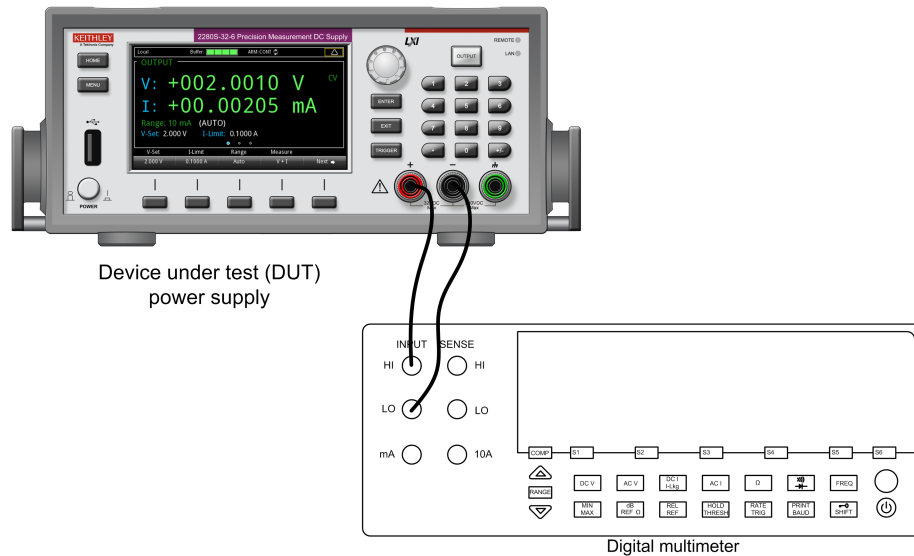 KEITHLEY
A Tektronix Company
2280S-32-6 Precision Measurement DC Supply
LXI
REMOTE
LAN
HOME
MENU
POWER
Local Buffer: ARM: CONT
OUTPUT
V: +002.0010 V CV
I: +00.00205 mA
Range: 10 mA (AUTO)
V-Set: 2.000 V I-Limit: 0.1000 A
V-Set I-Limit Range Measure
2.000 V 0.1000 A Auto V + I Next
ENTER
EXIT
TRIGGER
OUTPUT
1 2 3
4 5 6
7 8 9
. 0 +/-
+ −
Max Max
Device under test (DUT)
power supply
INPUT SENSE
HI HI
LO LO
mA 10A
COMP S1 S2 S3 S4 S5 S6
RANGE
DC V AC V DC I I-Lkg AC I Ω FREQ
MIN MAX dB REF Ω REL REF HOLD THRESH RATE TRIG PRINT BAUD SHIFT
Digital multimeter